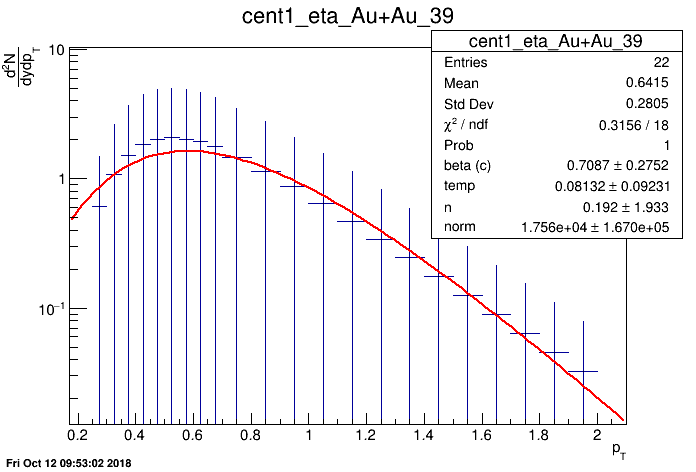 cent1_eta_Au+Au_39
cent1_eta_Au+Au_39
Entries 22
Mean 0.6415
Std Dev 0.2805
χ² / ndf 0.3156 / 18
Prob 1
beta (c) 0.7087 ± 0.2752
temp 0.08132 ± 0.09231
n 0.192 ± 1.933
norm 1.756e+04 ± 1.670e+05
d²N
dydp_T
10
1
10⁻¹
0.2 0.4 0.6 0.8 1 1.2 1.4 1.6 1.8 2
p_T
Fri Oct 12 09:53:02 2018